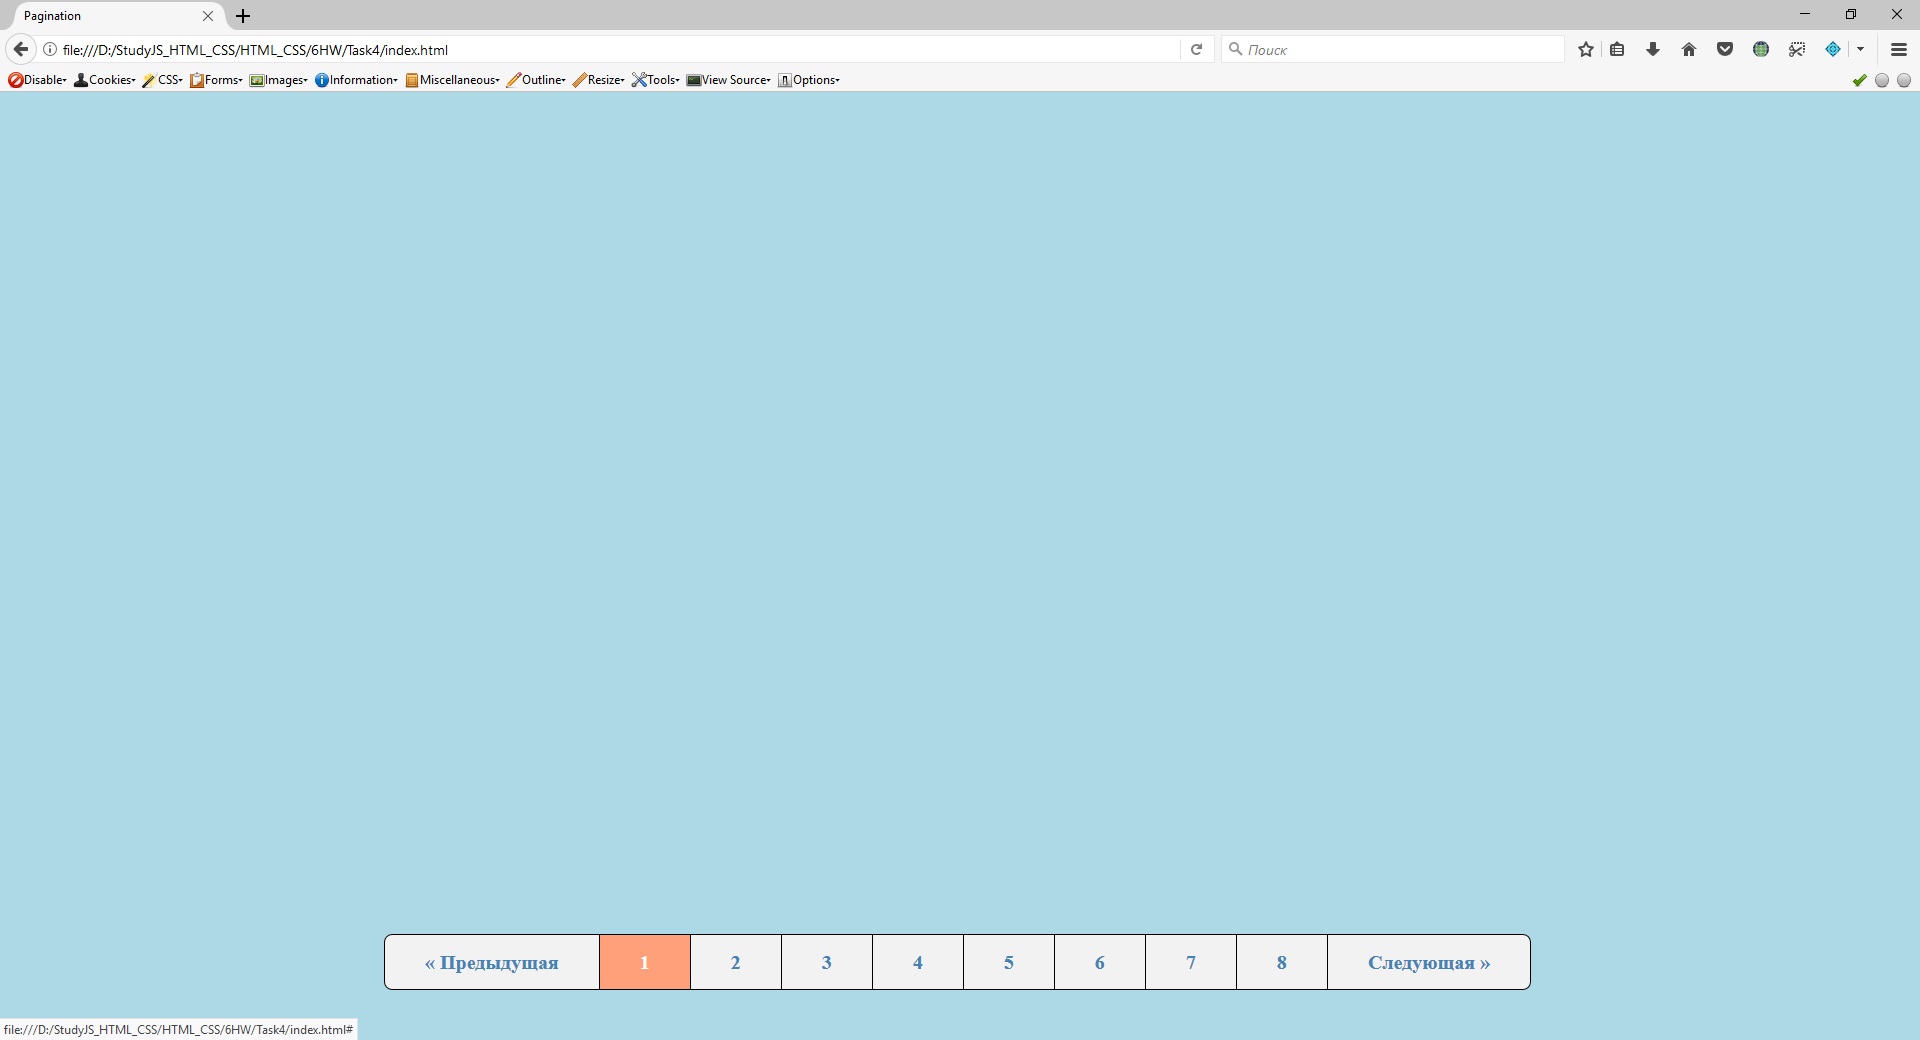 Pagination
file:///D:/StudyJS_HTML_CSS/HTML_CSS/6HW/Task4/index.html
Поиск
Disable Cookies CSS Forms Images Information Miscellaneous Outline Resize Tools View Source Options
« Предыдущая 1 2 3 4 5 6 7 8 Следующая »
file:///D:/StudyJS_HTML_CSS/HTML_CSS/6HW/Task4/index.html#